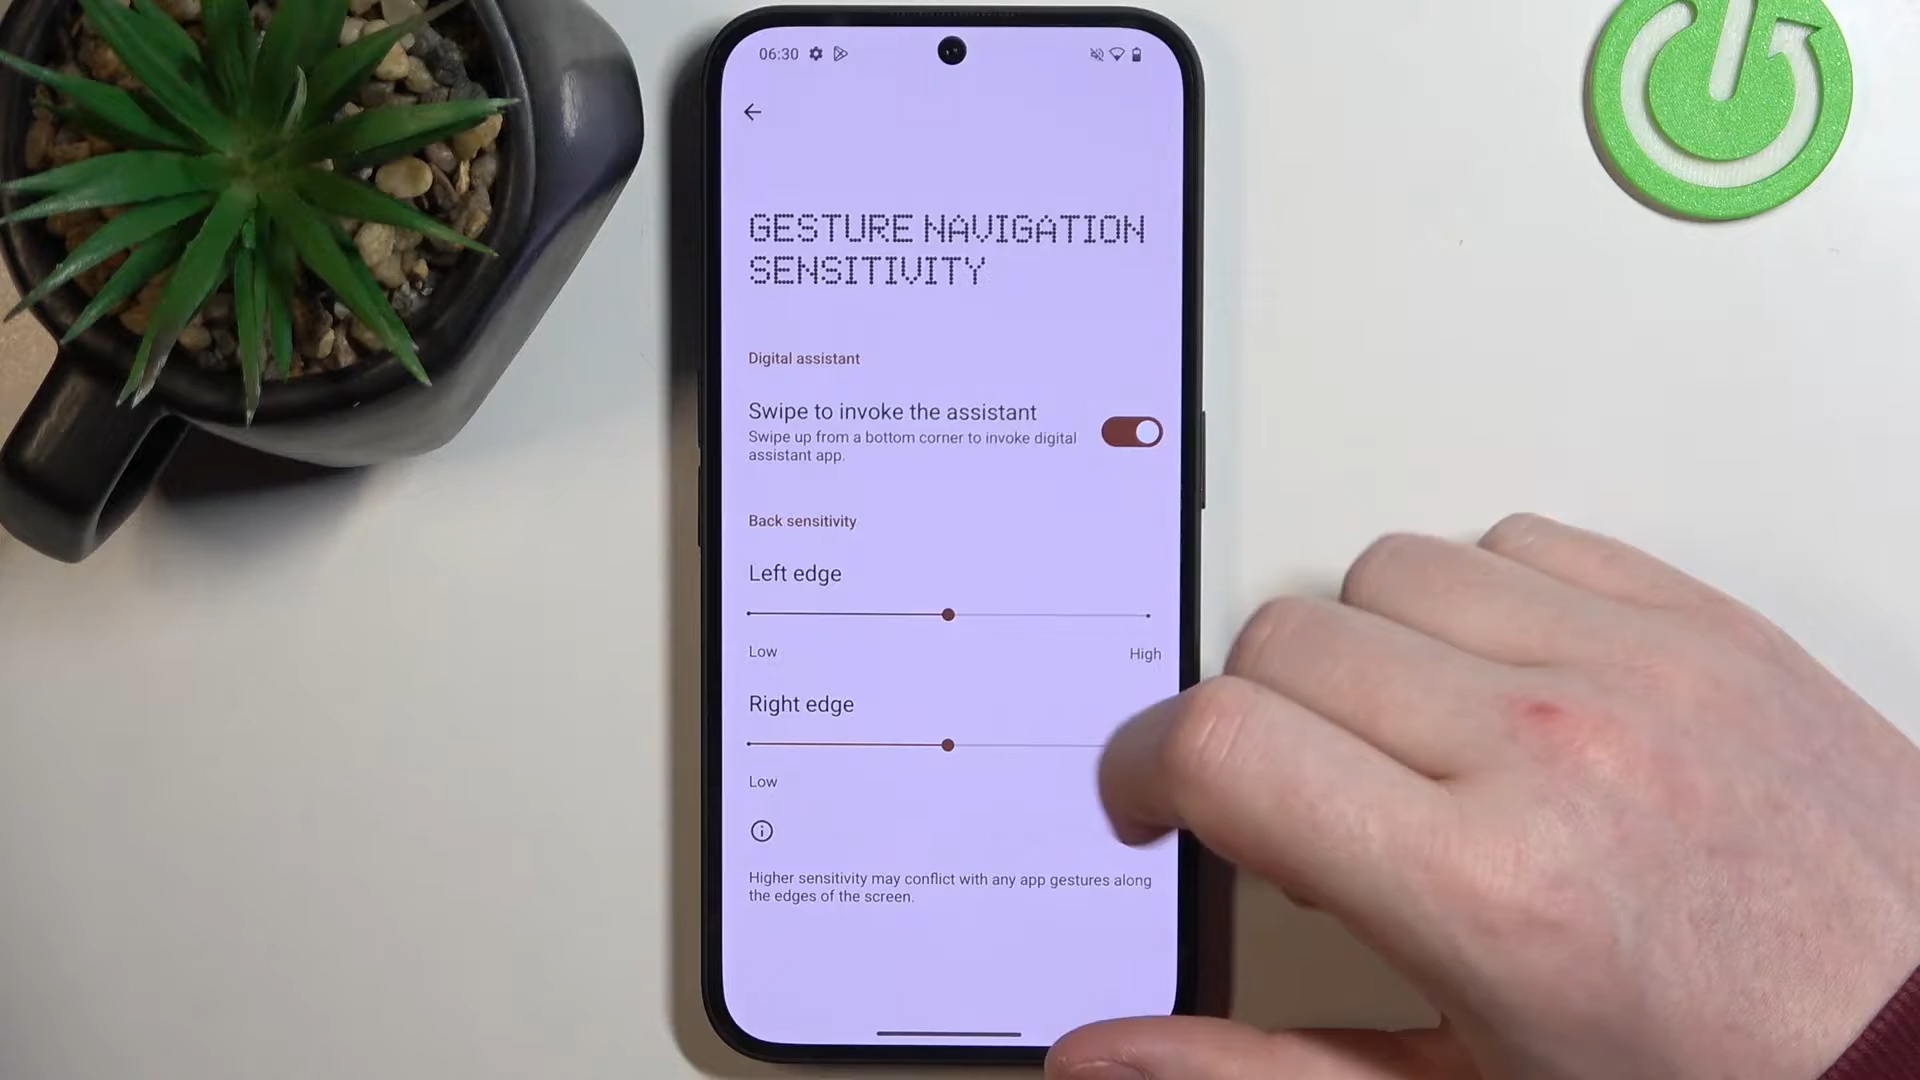 06:30
GESTURE NAVIGATION
SENSITIVITY
Digital assistant
Swipe to invoke the assistant
Swipe up from a bottom corner to invoke digital
assistant app.
Back sensitivity
Left edge
Low High
Right edge
Low
Higher sensitivity may conflict with any app gestures along
the edges of the screen.